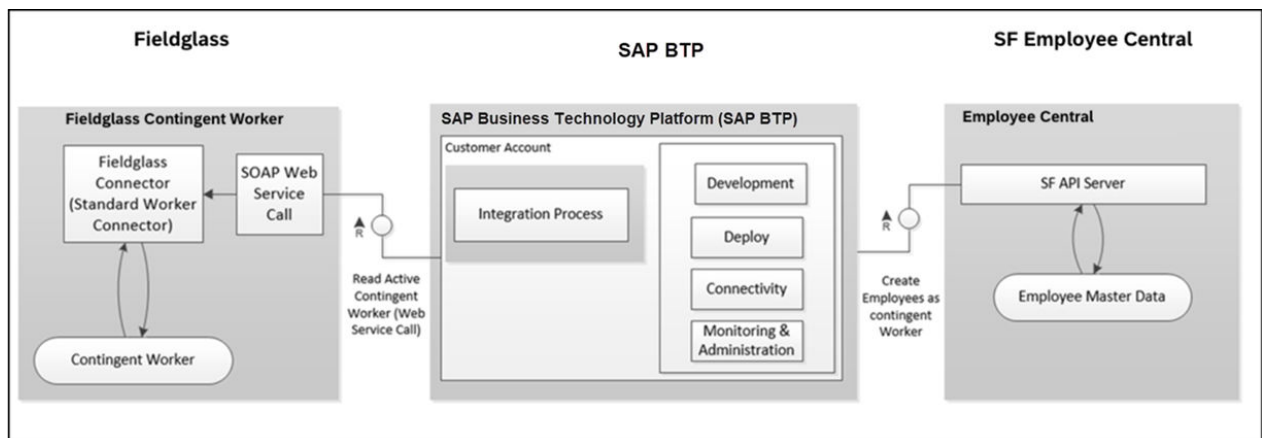 Fieldglass
SAP BTP
SF Employee Central
Fieldglass Contingent Worker
Fieldglass
Connector
(Standard Worker
Connector)
SOAP Web
Service
Call
Contingent Worker
R
Read Active
Contingent
Worker (Web
Service Call)
SAP Business Technology Platform (SAP BTP)
Customer Account
Integration Process
Development
Deploy
Connectivity
Monitoring &
Administration
R
Create
Employees as
contingent
Worker
Employee Central
SF API Server
Employee Master Data